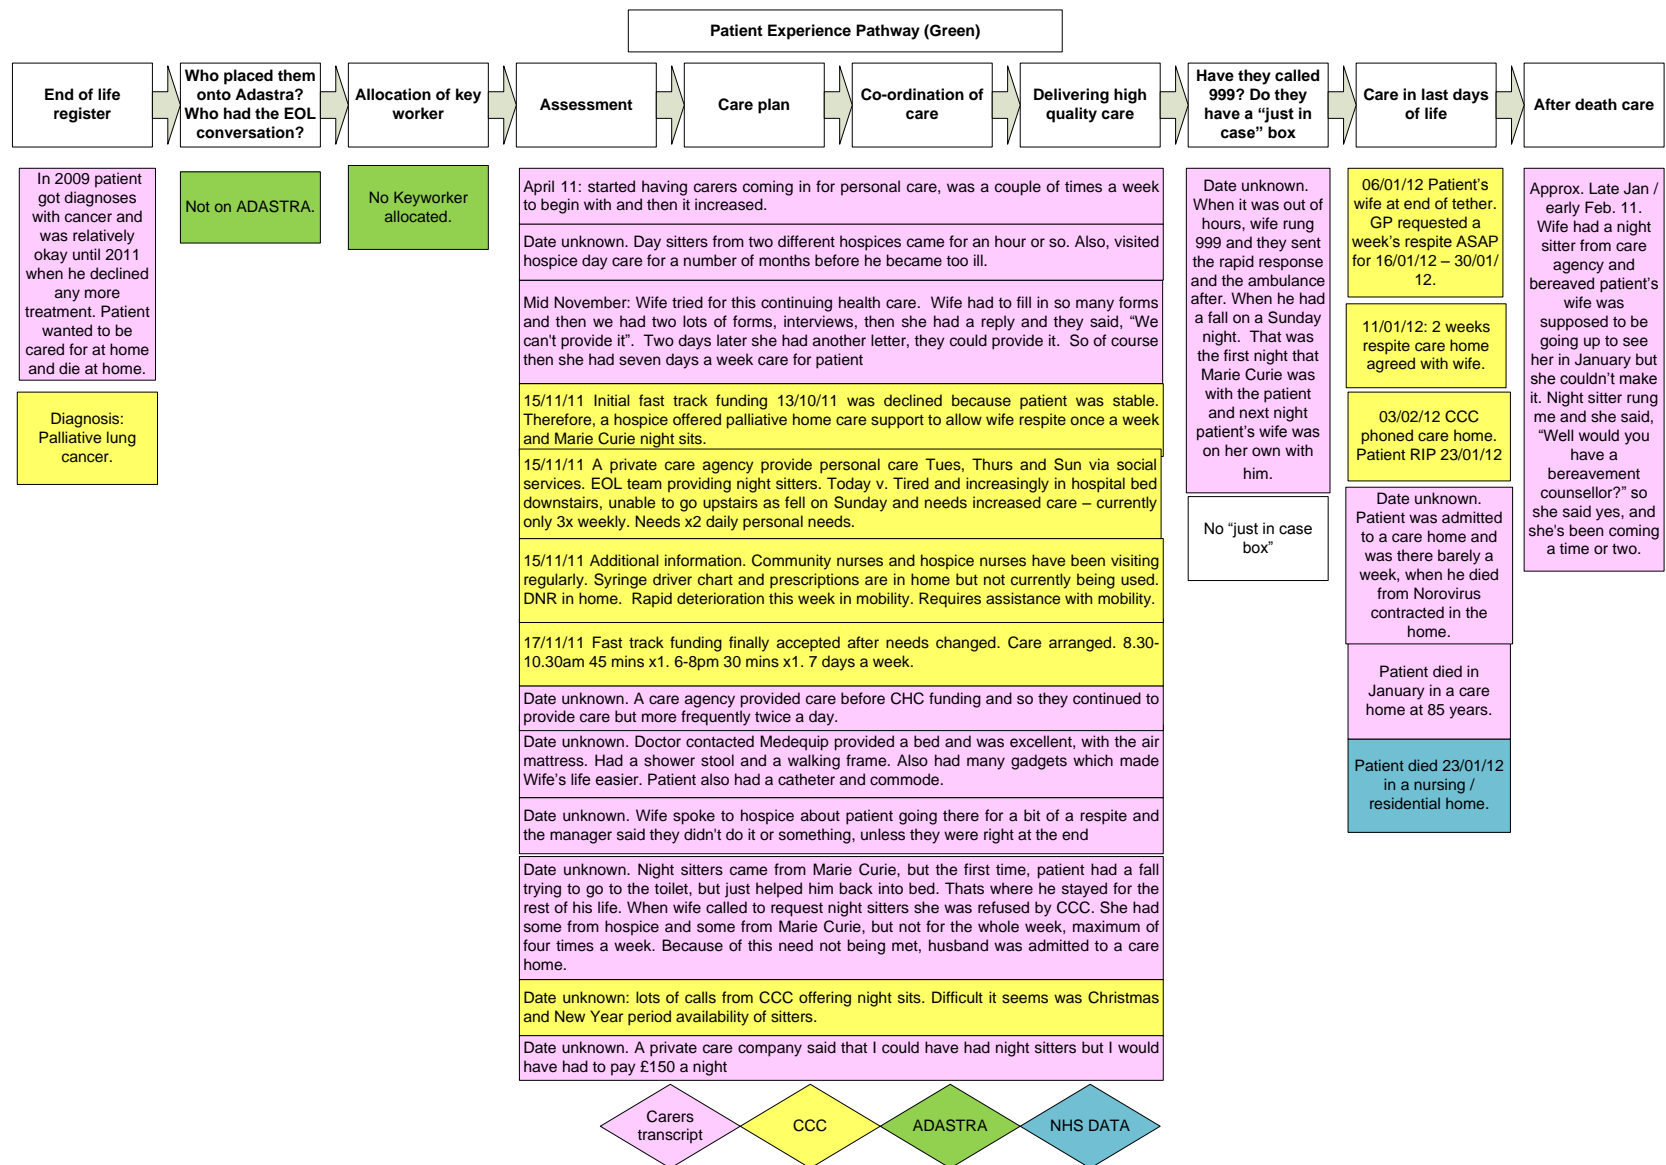 Patient Experience Pathway (Green)
End of life
register
Who placed them
onto Adastra?
Who had the EOL
conversation?
Allocation of key
worker
Assessment
Care plan
Co-ordination of
care
Delivering high
quality care
Have they called
999? Do they
have a “just in
case” box
Care in last days
of life
After death care
In 2009 patient
got diagnoses
with cancer and
was relatively
okay until 2011
when he declined
any more
treatment. Patient
wanted to be
cared for at home
and die at home.
Diagnosis:
Palliative lung
cancer.
Not on ADASTRA.
No Keyworker
allocated.
April 11: started having carers coming in for personal care, was a couple of times a week
to begin with and then it increased.
Date unknown. Day sitters from two different hospices came for an hour or so. Also, visited
hospice day care for a number of months before he became too ill.
Mid November: Wife tried for this continuing health care. Wife had to fill in so many forms
and then we had two lots of forms, interviews, then she had a reply and they said, “We
can't provide it”. Two days later she had another letter, they could provide it. So of course
then she had seven days a week care for patient
15/11/11 Initial fast track funding 13/10/11 was declined because patient was stable.
Therefore, a hospice offered palliative home care support to allow wife respite once a week
and Marie Curie night sits.
15/11/11 A private care agency provide personal care Tues, Thurs and Sun via social
services. EOL team providing night sitters. Today v. Tired and increasingly in hospital bed
downstairs, unable to go upstairs as fell on Sunday and needs increased care – currently
only 3x weekly. Needs x2 daily personal needs.
15/11/11 Additional information. Community nurses and hospice nurses have been visiting
regularly. Syringe driver chart and prescriptions are in home but not currently being used.
DNR in home. Rapid deterioration this week in mobility. Requires assistance with mobility.
17/11/11 Fast track funding finally accepted after needs changed. Care arranged. 8.30-
10.30am 45 mins x1. 6-8pm 30 mins x1. 7 days a week.
Date unknown. A care agency provided care before CHC funding and so they continued to
provide care but more frequently twice a day.
Date unknown. Doctor contacted Medequip provided a bed and was excellent, with the air
mattress. Had a shower stool and a walking frame. Also had many gadgets which made
Wife's life easier. Patient also had a catheter and commode.
Date unknown. Wife spoke to hospice about patient going there for a bit of a respite and
the manager said they didn't do it or something, unless they were right at the end
Date unknown. Night sitters came from Marie Curie, but the first time, patient had a fall
trying to go to the toilet, but just helped him back into bed. Thats where he stayed for the
rest of his life. When wife called to request night sitters she was refused by CCC. She had
some from hospice and some from Marie Curie, but not for the whole week, maximum of
four times a week. Because of this need not being met, husband was admitted to a care
home.
Date unknown: lots of calls from CCC offering night sits. Difficult it seems was Christmas
and New Year period availability of sitters.
Date unknown. A private care company said that I could have had night sitters but I would
have had to pay £150 a night
Date unknown.
When it was out of
hours, wife rung
999 and they sent
the rapid response
and the ambulance
after. When he had
a fall on a Sunday
night. That was
the first night that
Marie Curie was
with the patient
and next night
patient's wife was
on her own with
him.
No “just in case
box”
06/01/12 Patient's
wife at end of tether.
GP requested a
week's respite ASAP
for 16/01/12 – 30/01/
12.
11/01/12: 2 weeks
respite care home
agreed with wife.
03/02/12 CCC
phoned care home.
Patient RIP 23/01/12
Date unknown.
Patient was admitted
to a care home and
was there barely a
week, when he died
from Norovirus
contracted in the
home.
Patient died in
January in a care
home at 85 years.
Patient died 23/01/12
in a nursing /
residential home.
Approx. Late Jan /
early Feb. 11.
Wife had a night
sitter from care
agency and
bereaved patient's
wife was
supposed to be
going up to see
her in January but
she couldn't make
it. Night sitter rung
me and she said,
“Well would you
have a
bereavement
counsellor?” so
she said yes, and
she's been coming
a time or two.
Carers
transcript
CCC
ADASTRA
NHS DATA